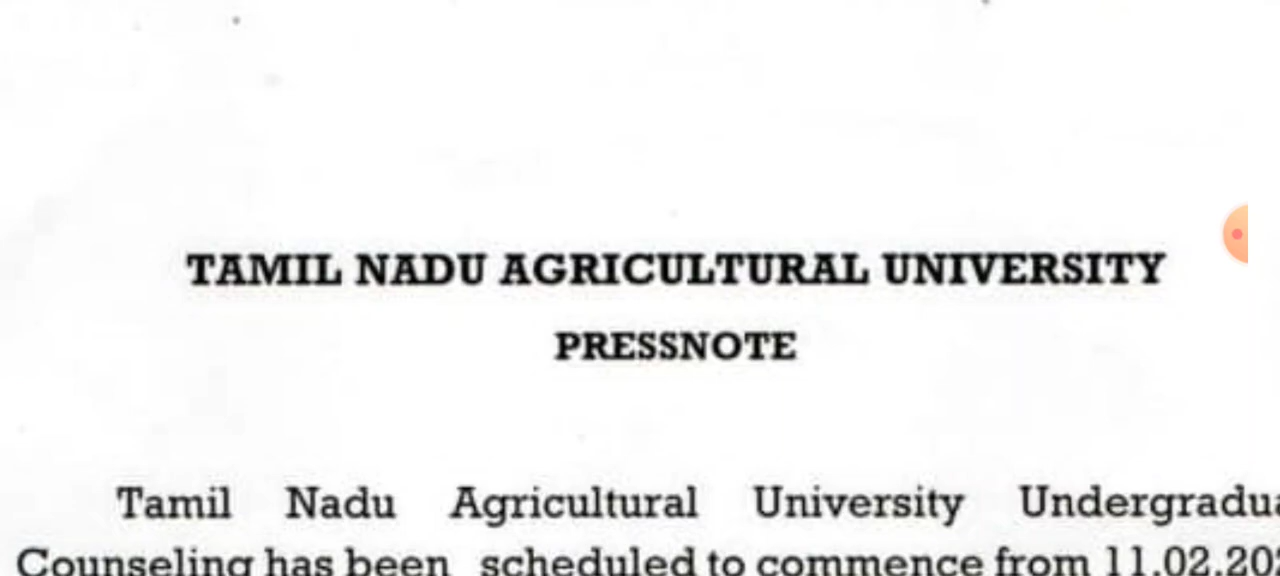 TAMIL NADU AGRICULTURAL UNIVERSITY
PRESSNOTE
Tamil Nadu Agricultural University
Counseling has been scheduled to commence from